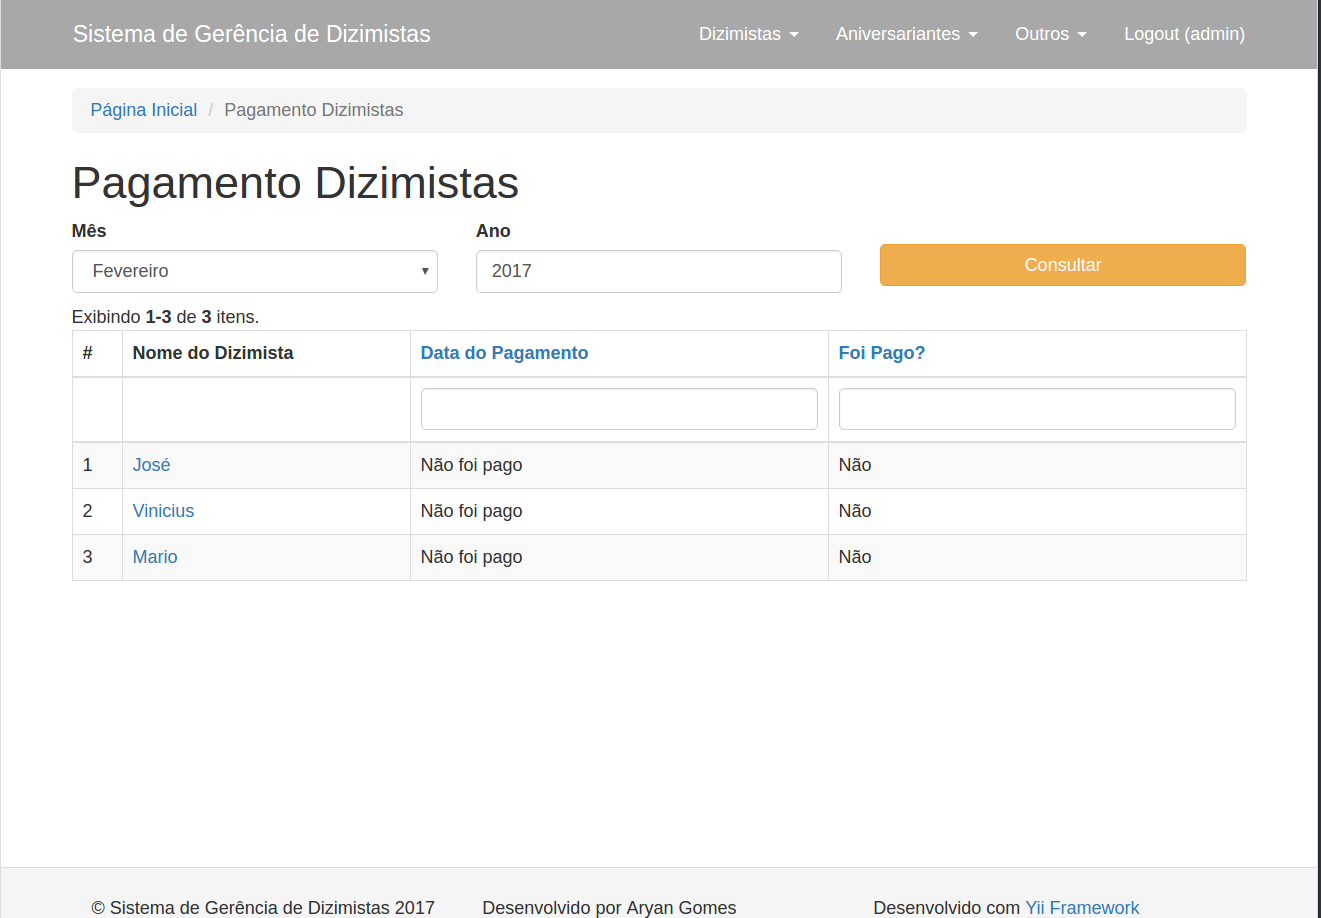 Sistema de Gerência de Dizimistas Dizimistas Aniversariantes Outros Logout (admin)
Página Inicial / Pagamento Dizimistas
Pagamento Dizimistas
Mês Ano
Fevereiro 2017 Consultar
Exibindo 1-3 de 3 itens.
# Nome do Dizimista Data do Pagamento Foi Pago?
1 José Não foi pago Não
2 Vinicius Não foi pago Não
3 Mario Não foi pago Não
© Sistema de Gerência de Dizimistas 2017 Desenvolvido por Aryan Gomes Desenvolvido com Yii Framework